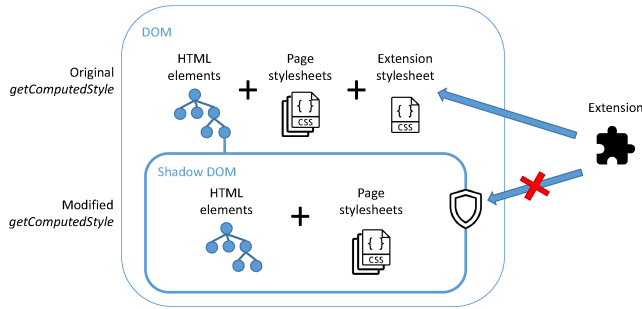 DOM
Original
getComputedStyle
HTML
elements
+
Page
stylesheets
+
Extension
stylesheet
{ }
CSS
{ }
CSS
Extension
Shadow DOM
Modified
getComputedStyle
HTML
elements
+
Page
stylesheets
{ }
CSS